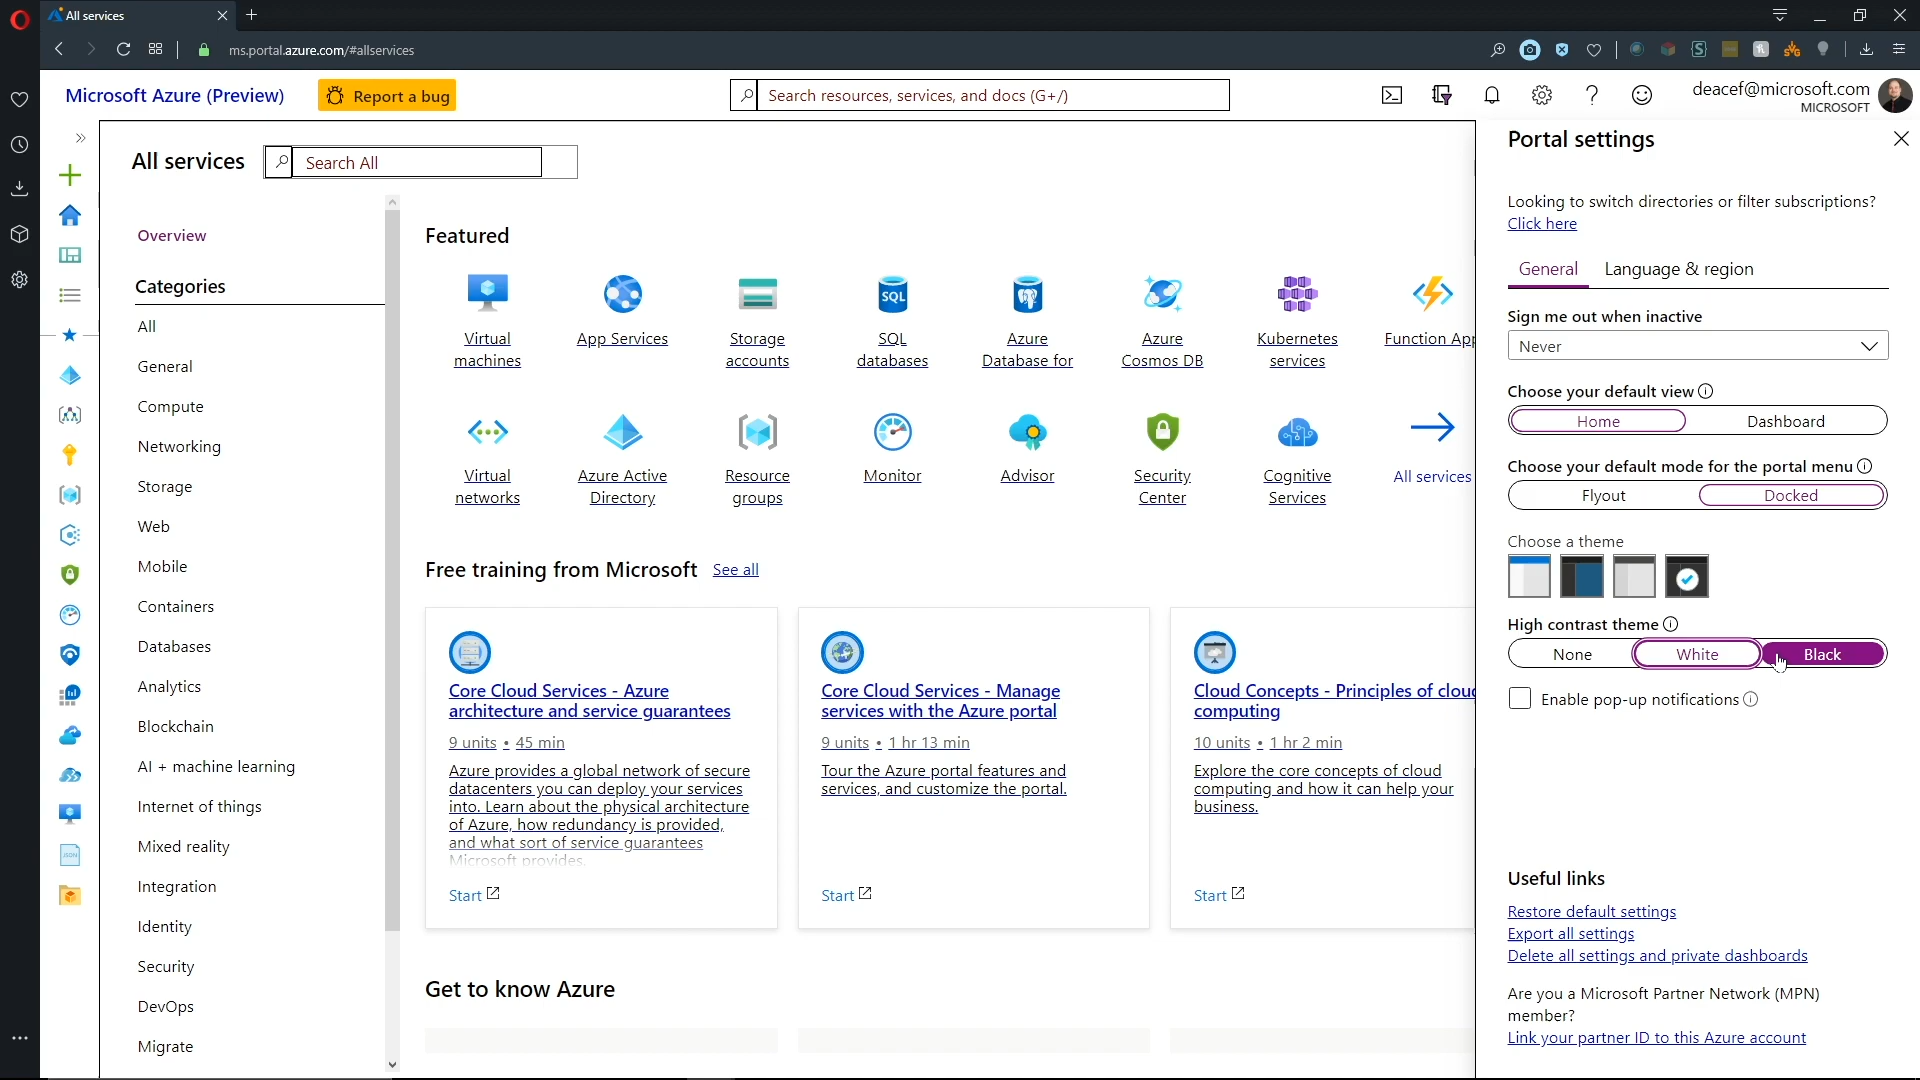 All services
ms.portal.azure.com/#allservices
Microsoft Azure (Preview)
Report a bug
Search resources, services, and docs (G+/)
deacef@microsoft.com
MICROSOFT
All services
Search All
Overview
Categories
All
General
Compute
Networking
Storage
Web
Mobile
Containers
Databases
Analytics
Blockchain
AI + machine learning
Internet of things
Mixed reality
Integration
Identity
Security
DevOps
Migrate
Featured
Virtual
machines
App Services
Storage
accounts
SQL
SQL
databases
Azure
Database for
Azure
Cosmos DB
Kubernetes
services
Function App
Virtual
networks
Azure Active
Directory
Resource
groups
Monitor
Advisor
Security
Center
Cognitive
Services
All services
Free training from Microsoft
See all
Core Cloud Services - Azure
architecture and service guarantees
9 units • 45 min
Azure provides a global network of secure
datacenters you can deploy your services
into. Learn about the physical architecture
of Azure, how redundancy is provided,
and what sort of service guarantees
Microsoft provides.
Start
Core Cloud Services - Manage
services with the Azure portal
9 units • 1 hr 13 min
Tour the Azure portal features and
services, and customize the portal.
Start
Cloud Concepts - Principles of clou
computing
10 units • 1 hr 2 min
Explore the core concepts of cloud
computing and how it can help your
business.
Start
Get to know Azure
Portal settings
Looking to switch directories or filter subscriptions?
Click here
General
Language & region
Sign me out when inactive
Never
Choose your default view
Home
Dashboard
Choose your default mode for the portal menu
Flyout
Docked
Choose a theme
High contrast theme
None
White
Black
Enable pop-up notifications
Useful links
Restore default settings
Export all settings
Delete all settings and private dashboards
Are you a Microsoft Partner Network (MPN)
member?
Link your partner ID to this Azure account